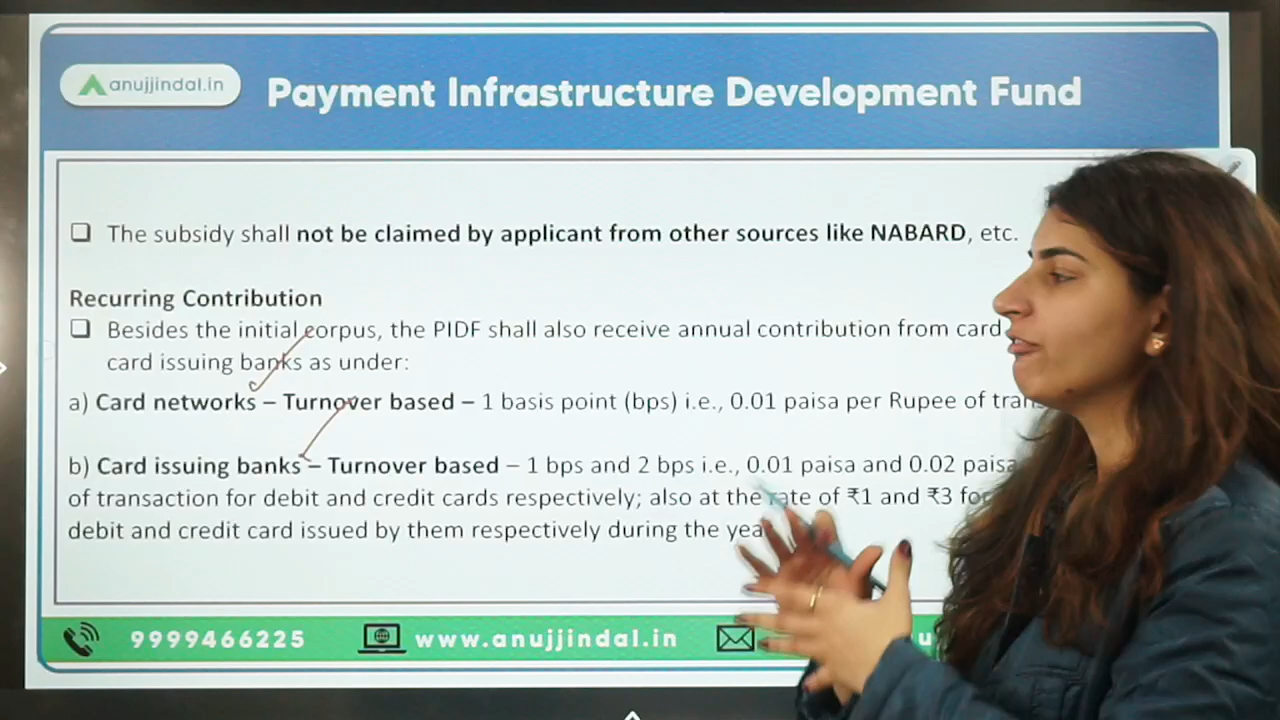 anujjindal.in
Payment Infrastructure Development Fund
❑ The subsidy shall not be claimed by applicant from other sources like NABARD, etc.
Recurring Contribution
❑ Besides the initial corpus, the PIDF shall also receive annual contribution from card
card issuing banks as under:
a) Card networks – Turnover based – 1 basis point (bps) i.e., 0.01 paisa per Rupee of
b) Card issuing banks – Turnover based – 1 bps and 2 bps i.e., 0.01 paisa and 0.02 paisa
of transaction for debit and credit cards respectively; also at the rate of ₹1 and ₹3
debit and credit card issued by them respectively during the
9999466225 www.anujjindal.in